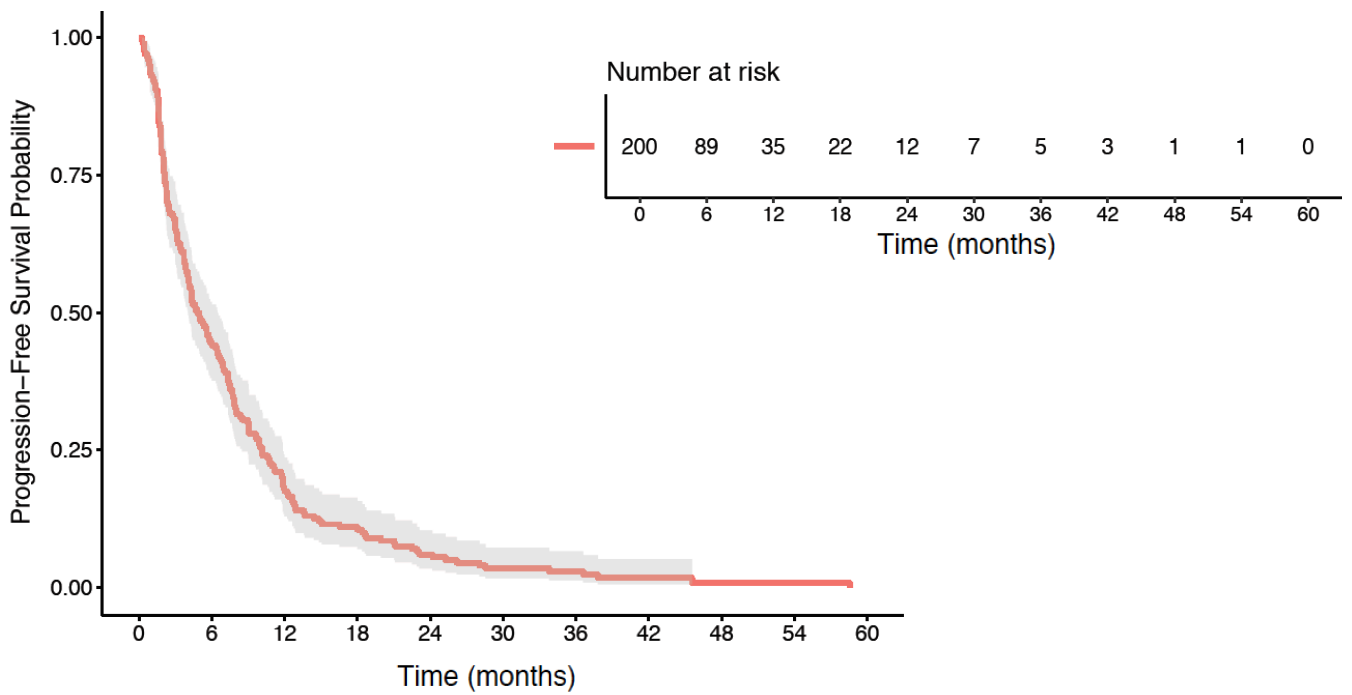 Progression–Free Survival Probability
1.00
0.75
0.50
0.25
0.00
0 6 12 18 24 30 36 42 48 54 60
Time (months)
Number at risk
200 89 35 22 12 7 5 3 1 1 0
0 6 12 18 24 30 36 42 48 54 60
Time (months)